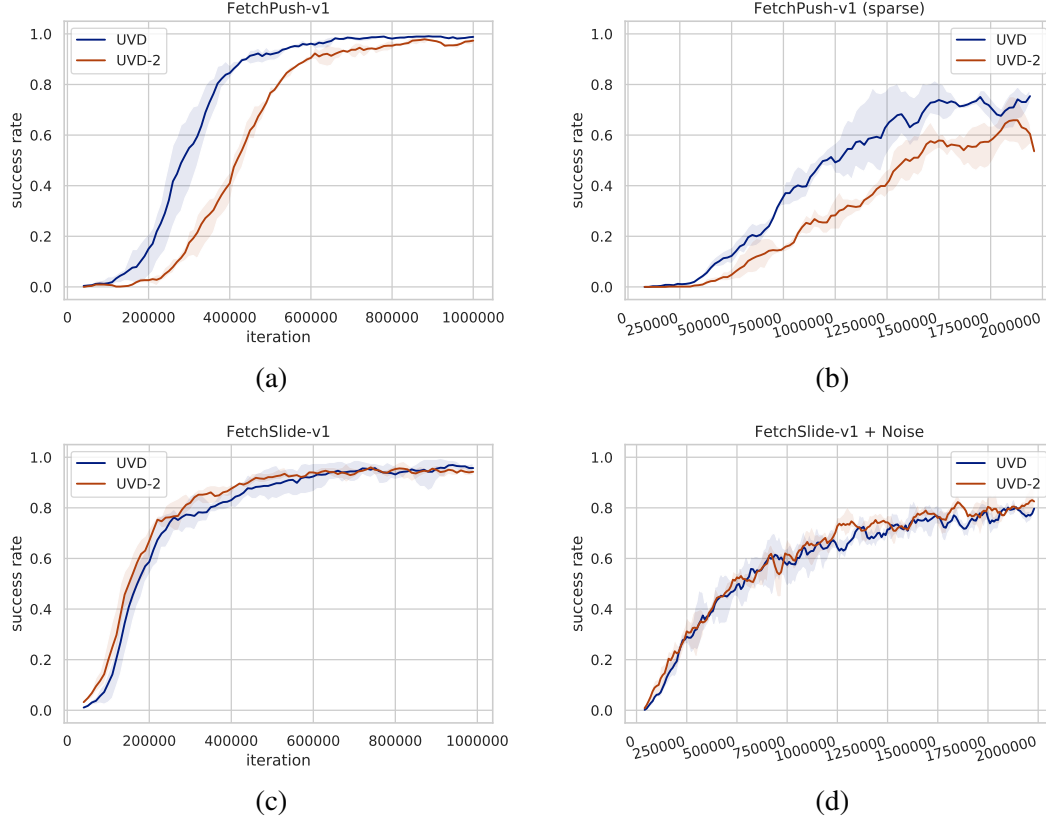 FetchPush-v1
UVD
UVD-2
1.0
0.8
0.6
0.4
0.2
0.0
success rate
0 200000 400000 600000 800000 1000000
iteration
(a)
FetchPush-v1 (sparse)
UVD
UVD-2
1.0
0.8
0.6
0.4
0.2
0.0
success rate
0 250000 500000 750000 1000000 1250000 1500000 1750000 2000000
(b)
FetchSlide-v1
UVD
UVD-2
1.0
0.8
0.6
0.4
0.2
0.0
success rate
0 200000 400000 600000 800000 1000000
iteration
(c)
FetchSlide-v1 + Noise
UVD
UVD-2
1.0
0.8
0.6
0.4
0.2
0.0
success rate
0 250000 500000 750000 1000000 1250000 1500000 1750000 2000000
(d)